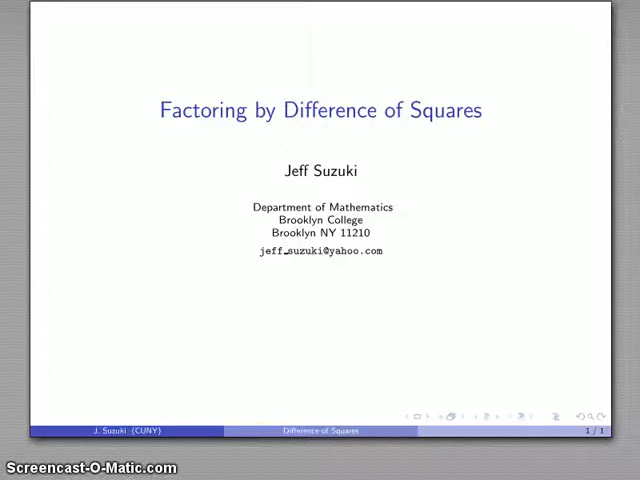 Factoring by Difference of Squares
Jeff Suzuki
Department of Mathematics
Brooklyn College
Brooklyn NY 11210
jeff_suzuki@yahoo.com
J. Suzuki (CUNY)
Difference of Squares
1 / 1
Screencast-O-Matic.com